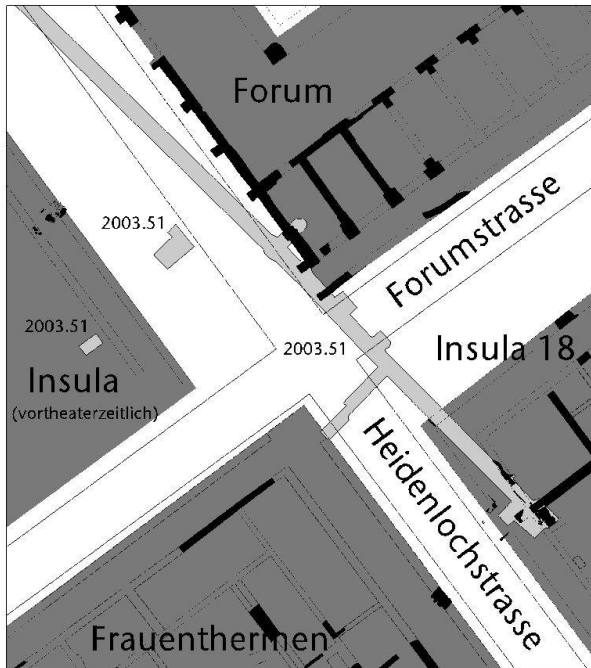 Forum
2003.51
Forumstrasse
2003.51
2003.51
Insula 18
Insula
(vortheaterzeitlich)
Heidenlochstrasse
Frauenthermen